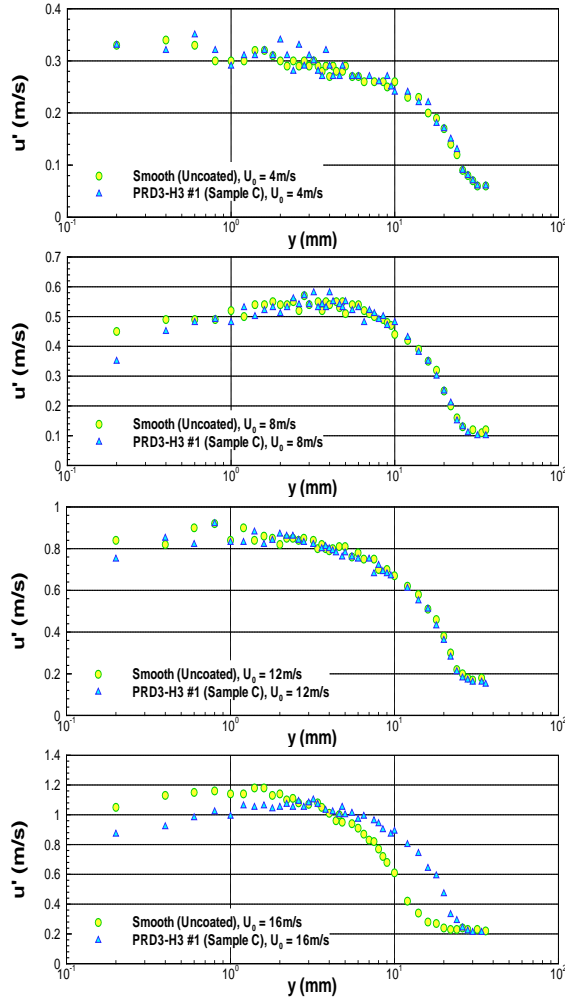 0.4
0.3
0.2
0.1
0
u' (m/s)
Smooth (Uncoated), U0 = 4m/s
PRD3-H3 #1 (Sample C), U0 = 4m/s
10-1 100 101 102
y (mm)
0.7
0.6
0.5
0.4
0.3
0.2
0.1
0
u' (m/s)
Smooth (Uncoated), U0 = 8m/s
PRD3-H3 #1 (Sample C), U0 = 8m/s
10-1 100 101 102
y (mm)
1
0.8
0.6
0.4
0.2
0
u' (m/s)
Smooth (Uncoated), U0 = 12m/s
PRD3-H3 #1 (Sample C), U0 = 12m/s
10-1 100 101 102
y (mm)
1.4
1.2
1
0.8
0.6
0.4
0.2
0
u' (m/s)
Smooth (Uncoated), U0 = 16m/s
PRD3-H3 #1 (Sample C), U0 = 16m/s
10-1 100 101 102
y (mm)